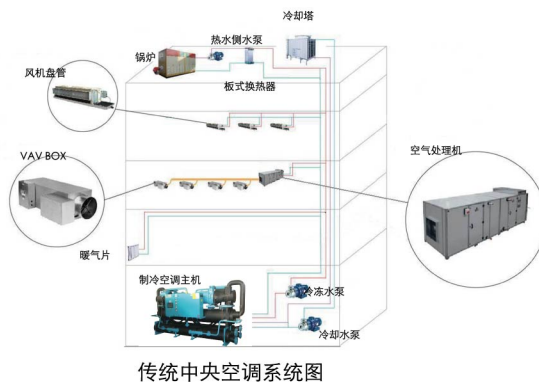 冷却塔
热水侧水泵
锅炉
板式换热器
风机盘管
VAV BOX
空气处理机
暖气片
制冷空调主机
冷冻水泵
冷却水泵
传统中央空调系统图